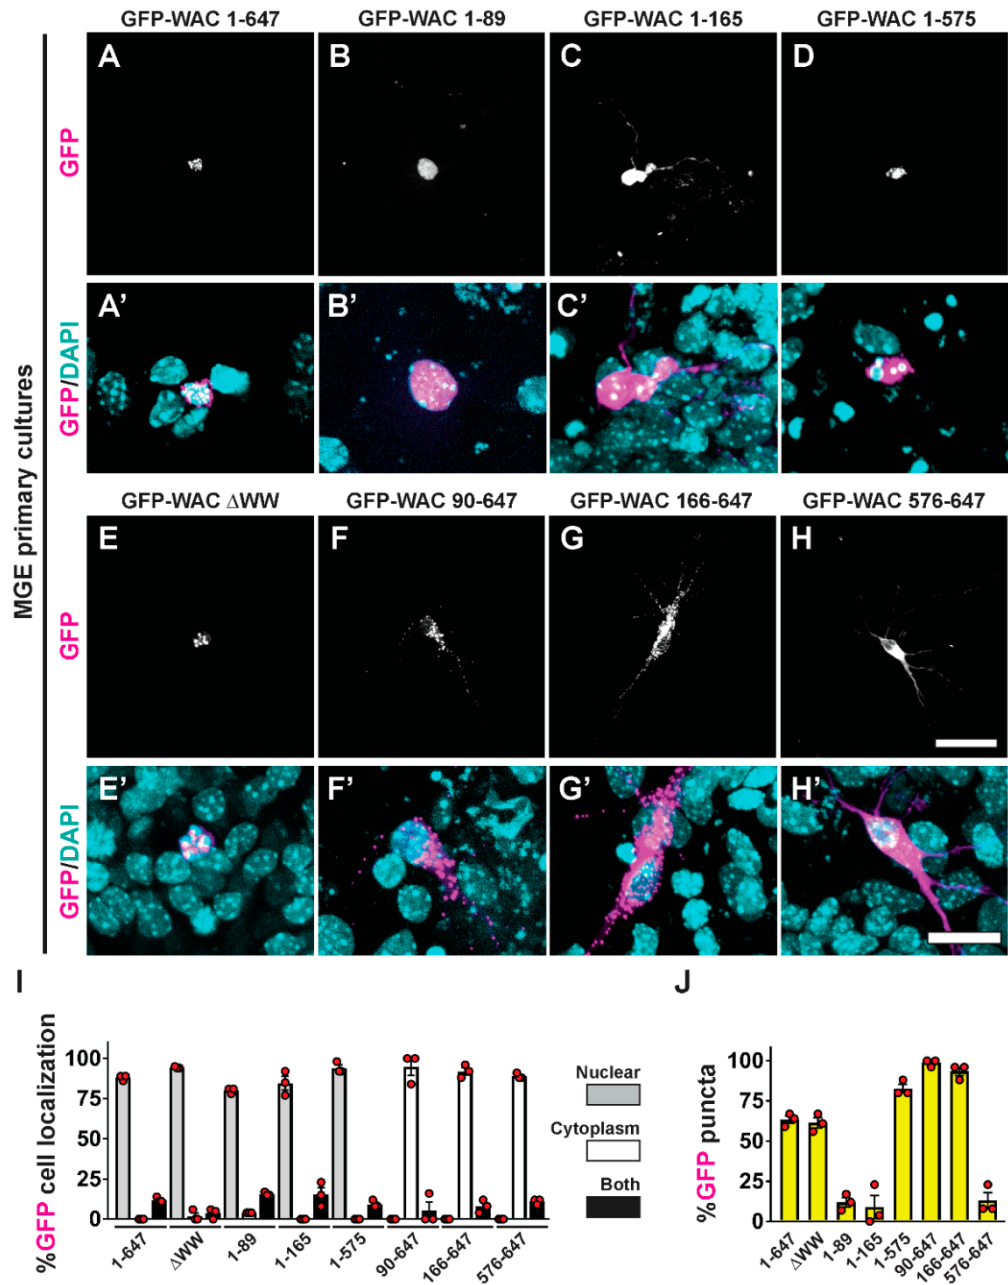 GFP-WAC 1-647 GFP-WAC 1-89 GFP-WAC 1-165 GFP-WAC 1-575
A B C D
GFP
A’ B’ C’ D’
GFP/DAPI
MGE primary cultures
GFP-WAC ΔWW GFP-WAC 90-647 GFP-WAC 166-647 GFP-WAC 576-647
E F G H
GFP
E’ F’ G’ H’
GFP/DAPI
I
%GFP cell localization
100
75
50
25
0
1-647 ΔWW 1-89 1-165 1-575 90-647 166-647 576-647
Nuclear
Cytoplasm
Both
J
%GFP puncta
100
75
50
25
0
1-647 ΔWW 1-89 1-165 1-575 90-647 166-647 576-647